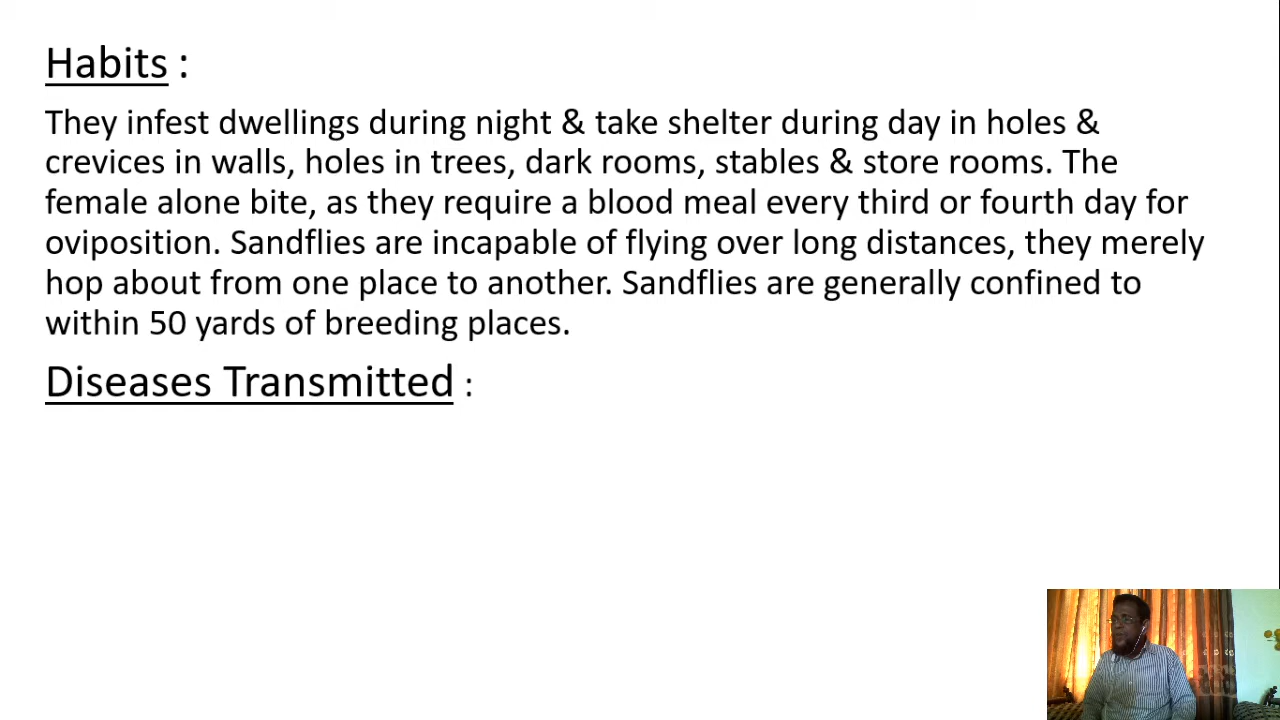 Habits :
They infest dwellings during night & take shelter during day in holes &
crevices in walls, holes in trees, dark rooms, stables & store rooms. The
female alone bite, as they require a blood meal every third or fourth day for
oviposition. Sandflies are incapable of flying over long distances, they merely
hop about from one place to another. Sandflies are generally confined to
within 50 yards of breeding places.
Diseases Transmitted :